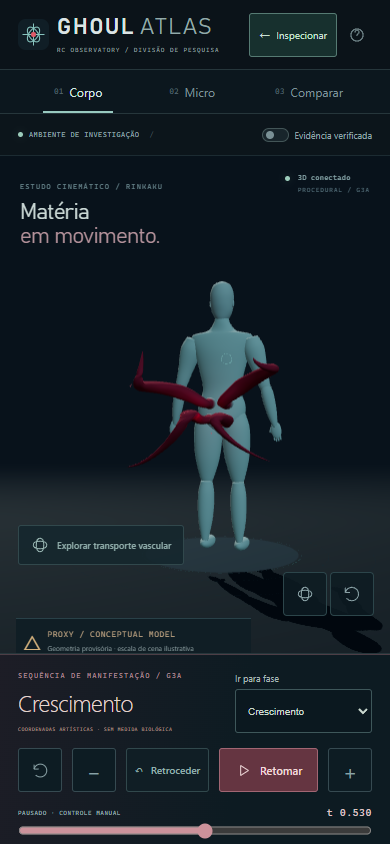 GHOUL ATLAS
RC OBSERVATORY / DIVISÃO DE PESQUISA
← Inspecionar
01 Corpo
02 Micro
03 Comparar
AMBIENTE DE INVESTIGAÇÃO /
Evidência verificada
ESTUDO CINEMÁTICO / RINKAKU
3D conectado
PROCEDURAL / G3A
Matéria
em movimento.
Explorar transporte vascular
PROXY / CONCEPTUAL MODEL
Geometria provisória · escala de cena ilustrativa
SEQUÊNCIA DE MANIFESTAÇÃO / G3A
Ir para fase
Crescimento
Crescimento
COORDENADAS ARTÍSTICAS · SEM MEDIDA BIOLÓGICA
Retroceder
Retomar
PAUSADO · CONTROLE MANUAL
t 0.530